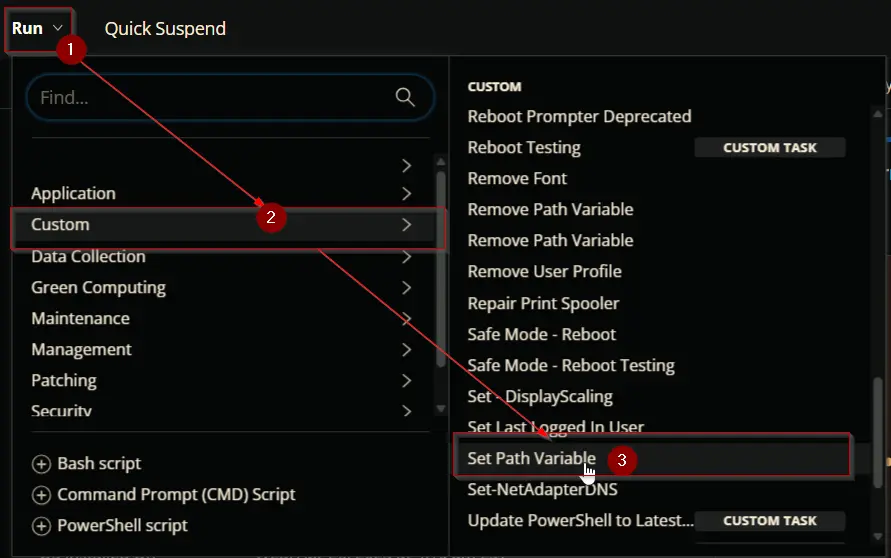 Run
Quick Suspend
1
Find...
2
Application
Custom
Data Collection
Green Computing
Maintenance
Management
Patching
Security
Bash script
Command Prompt (CMD) Script
PowerShell script
CUSTOM
Reboot Prompter Deprecated
Reboot Testing CUSTOM TASK
Remove Font
Remove Path Variable
Remove Path Variable
Remove User Profile
Repair Print Spooler
Safe Mode - Reboot
Safe Mode - Reboot Testing
Set - DisplayScaling
Set Last Logged In User
Set Path Variable 3
Set-NetAdapterDNS
Update PowerShell to Latest... CUSTOM TASK